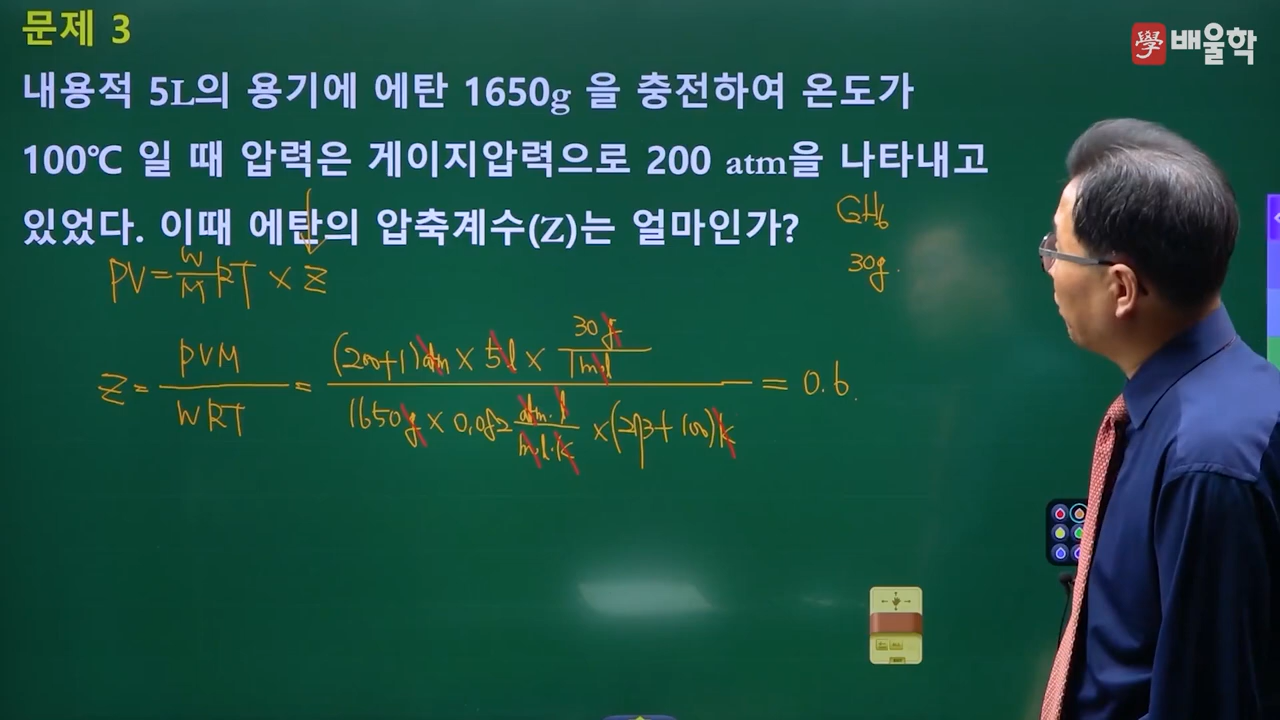 문제 3
學 배울학
내용적 5L의 용기에 에탄 1650g 을 충전하여 온도가
100℃ 일 때 압력은 게이지압력으로 200 atm을 나타내고
있었다. 이때 에탄의 압축계수(Z)는 얼마인가?
C2H6
30g.
PV = W/M RT × Z
Z = PVM / WRT = (200+1)atm × 5l × 30g/1mol / 1650g × 0.082 atm·l/mol·K × (273+100)K = 0.6.